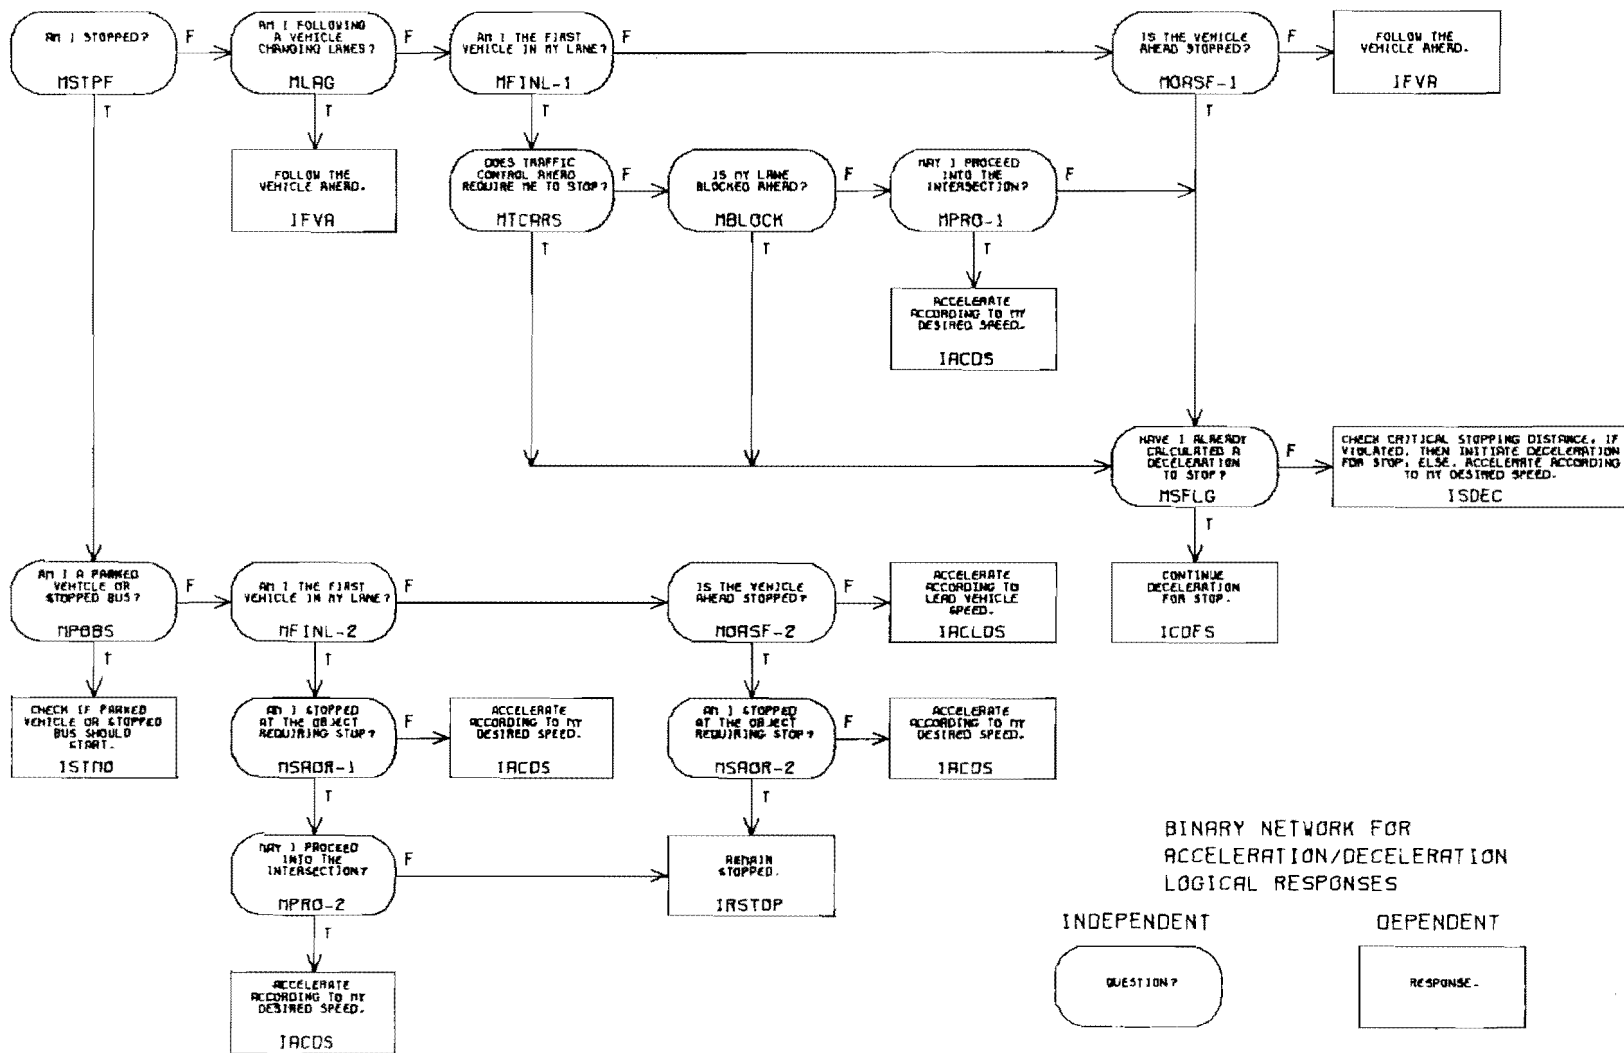 AM I STOPPED?
MSTPF
F
T
AM I FOLLOWING
A VEHICLE
CHANGING LANES?
MLAG
F
T
AM I THE FIRST
VEHICLE IN MY LANE?
MFINL-1
F
T
IS THE VEHICLE
AHEAD STOPPED?
MOASF-1
F
T
FOLLOW THE
VEHICLE AHEAD.
IFVA
FOLLOW THE
VEHICLE AHEAD.
IFVA
DOES TRAFFIC
CONTROL AHEAD
REQUIRE ME TO STOP?
MTCARS
F
T
IS MY LANE
BLOCKED AHEAD?
MBLOCK
F
T
MAY I PROCEED
INTO THE
INTERSECTION?
MPRO-1
F
T
ACCELERATE
ACCORDING TO MY
DESIRED SPEED.
IACDS
HAVE I ALREADY
CALCULATED A
DECELERATION
TO STOP?
MSFLG
F
T
CHECK CRITICAL STOPPING DISTANCE. IF
VIOLATED, THEN INITIATE DECELERATION
FOR STOP; ELSE, ACCELERATE ACCORDING
TO MY DESIRED SPEED.
ISDEC
AM I A PARKED
VEHICLE OR
STOPPED BUS?
MPOBS
F
T
AM I THE FIRST
VEHICLE IN MY LANE?
MFINL-2
F
T
IS THE VEHICLE
AHEAD STOPPED?
MOASF-2
F
T
ACCELERATE
ACCORDING TO
LEAD VEHICLE
SPEED.
IACLDS
CONTINUE
DECELERATION
FOR STOP.
ICDFS
CHECK IF PARKED
VEHICLE OR STOPPED
BUS SHOULD
START.
ISTMO
AM I STOPPED
AT THE OBJECT
REQUIRING STOP?
MSAOR-1
F
T
ACCELERATE
ACCORDING TO MY
DESIRED SPEED.
IACDS
AM I STOPPED
AT THE OBJECT
REQUIRING STOP?
MSAOR-2
F
T
ACCELERATE
ACCORDING TO MY
DESIRED SPEED.
IACDS
MAY I PROCEED
INTO THE
INTERSECTION?
MPRO-2
F
T
REMAIN
STOPPED.
IRSTOP
ACCELERATE
ACCORDING TO MY
DESIRED SPEED.
IACDS
BINARY NETWORK FOR
ACCELERATION/DECELERATION
LOGICAL RESPONSES
INDEPENDENT
DEPENDENT
QUESTION?
RESPONSE.